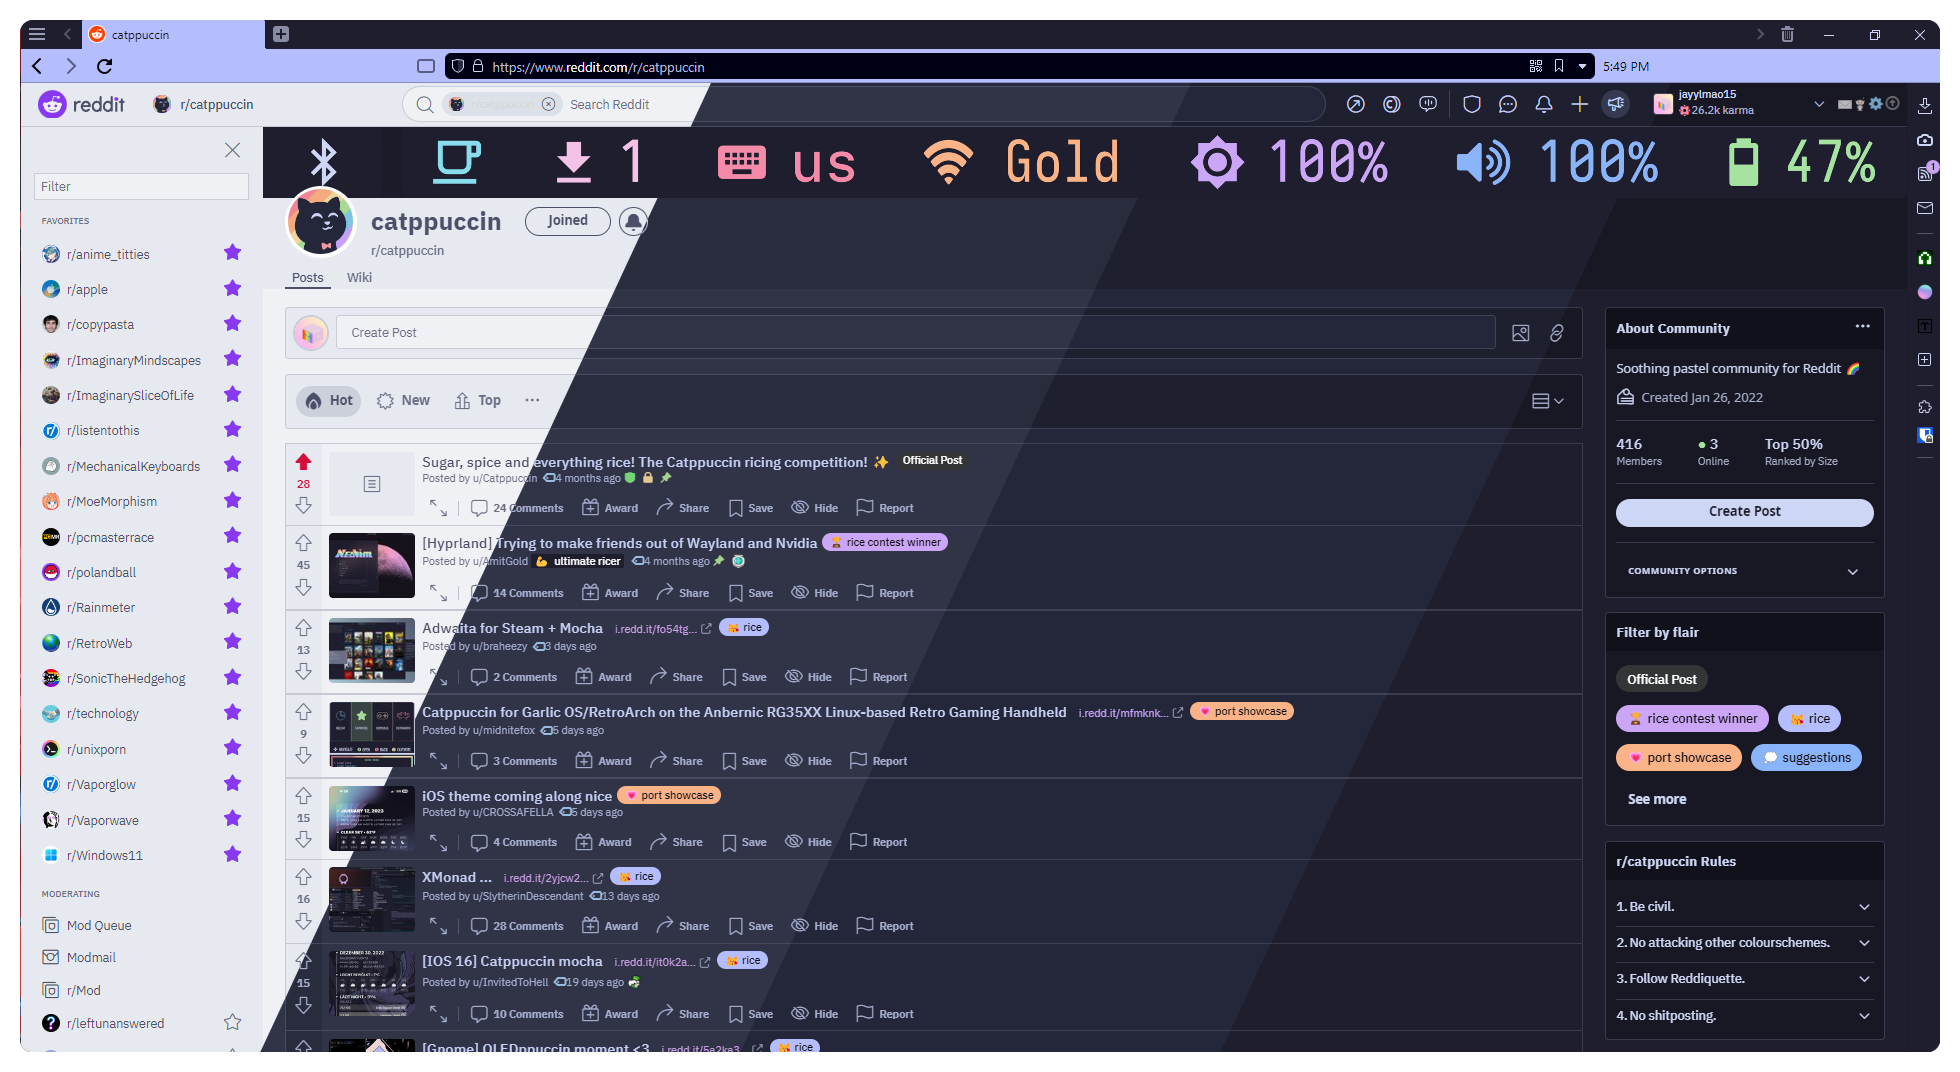 catppuccin
https://www.reddit.com/r/catppuccin
5:49 PM
reddit
r/catppuccin
r/catppuccin
Search Reddit
jayylmao15
26.2k karma
1
us
Gold
100%
100%
47%
1
Filter
FAVORITES
r/anime_titties
r/apple
r/copypasta
r/ImaginaryMindscapes
r/ImaginarySliceOfLife
r/listentothis
r/MechanicalKeyboards
r/MoeMorphism
r/pcmasterrace
r/polandball
r/Rainmeter
r/RetroWeb
r/SonicTheHedgehog
r/technology
r/unixporn
r/Vaporglow
r/Vaporwave
r/Windows11
MODERATING
Mod Queue
Modmail
r/Mod
r/leftunanswered
catppuccin
Joined
r/catppuccin
Posts
Wiki
Create Post
Hot
New
Top
28
Sugar, spice and everything rice! The Catppuccin ricing competition! ✨ Official Post
Posted by u/Catppuccin 4 months ago
24 Comments Award Share Save Hide Report
45
[Hyprland] Trying to make friends out of Wayland and Nvidia 🏆 rice contest winner
Posted by u/AmitGold 💪 ultimate ricer 4 months ago
14 Comments Award Share Save Hide Report
13
Adwaita for Steam + Mocha i.redd.it/fo54tg... rice
Posted by u/braheezy 3 days ago
2 Comments Award Share Save Hide Report
9
Catppuccin for Garlic OS/RetroArch on the Anbernic RG35XX Linux-based Retro Gaming Handheld i.redd.it/mfmknk... port showcase
Posted by u/midnitefox 5 days ago
3 Comments Award Share Save Hide Report
15
JANUARY 12, 2023
CLEAR SKY • 62°F
iOS theme coming along nice port showcase
Posted by u/CROSSAFELLA 6 days ago
4 Comments Award Share Save Hide Report
16
XMonad ... i.redd.it/2yjcw2... rice
Posted by u/SlytherinDescendant 13 days ago
28 Comments Award Share Save Hide Report
15
DEZEMBER 30, 2022
[IOS 16] Catppuccin mocha i.redd.it/it0k2a... rice
Posted by u/InvitedToHell 19 days ago
10 Comments Award Share Save Hide Report
[Gnome] OLEDppuccin moment <3 i.redd.it/5a2ka3... rice
About Community
Soothing pastel community for Reddit 🌈
Created Jan 26, 2022
416
Members
3
Online
Top 50%
Ranked by Size
Create Post
COMMUNITY OPTIONS
Filter by flair
Official Post
rice contest winner
rice
port showcase
suggestions
See more
r/catppuccin Rules
1. Be civil.
2. No attacking other colourschemes.
3. Follow Reddiquette.
4. No shitposting.